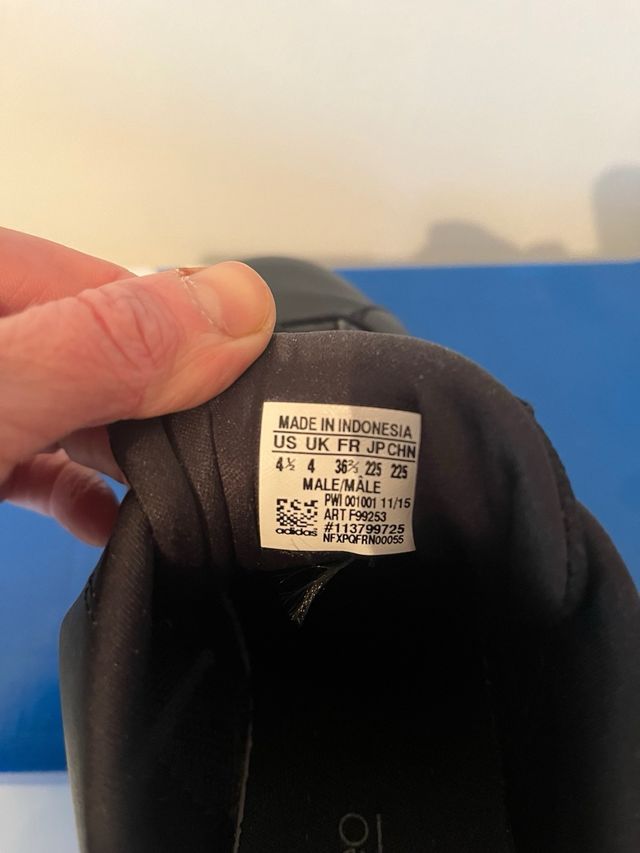 MADE IN INDONESIA
US UK FR JP CHN
4½ 4 36⅔ 225 225
MALE/MÂLE
PWI 001001 11/15
ART F99253
#113799725
adidas NFXPQFRN00055